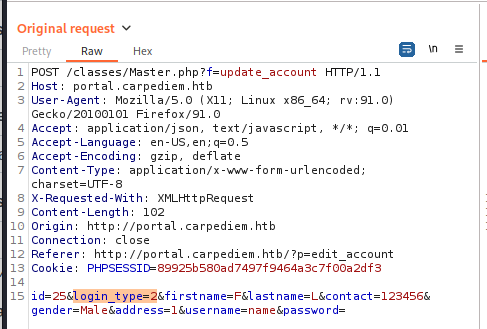 Original request
Pretty Raw Hex \n
1 POST /classes/Master.php?f=update_account HTTP/1.1
2 Host: portal.carpediem.htb
3 User-Agent: Mozilla/5.0 (X11; Linux x86_64; rv:91.0)
Gecko/20100101 Firefox/91.0
4 Accept: application/json, text/javascript, */*; q=0.01
5 Accept-Language: en-US,en;q=0.5
6 Accept-Encoding: gzip, deflate
7 Content-Type: application/x-www-form-urlencoded;
charset=UTF-8
8 X-Requested-With: XMLHttpRequest
9 Content-Length: 102
10 Origin: http://portal.carpediem.htb
11 Connection: close
12 Referer: http://portal.carpediem.htb/?p=edit_account
13 Cookie: PHPSESSID=89925b580ad7497f9464a3c7f00a2df3
14
15 id=25&login_type=2&firstname=F&lastname=L&contact=123456&
gender=Male&address=1&username=name&password=